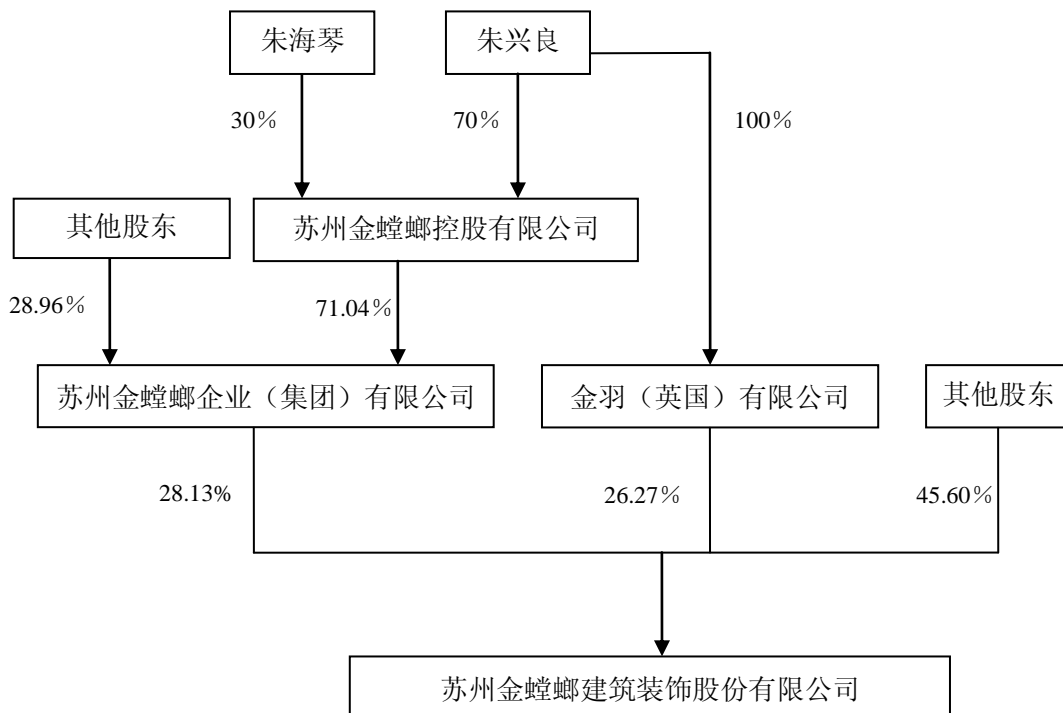 朱海琴
朱兴良
30％
70％
100％
其他股东
苏州金螳螂控股有限公司
28.96％
71.04％
苏州金螳螂企业（集团）有限公司
金羽（英国）有限公司
其他股东
28.13%
26.27％
45.60％
苏州金螳螂建筑装饰股份有限公司